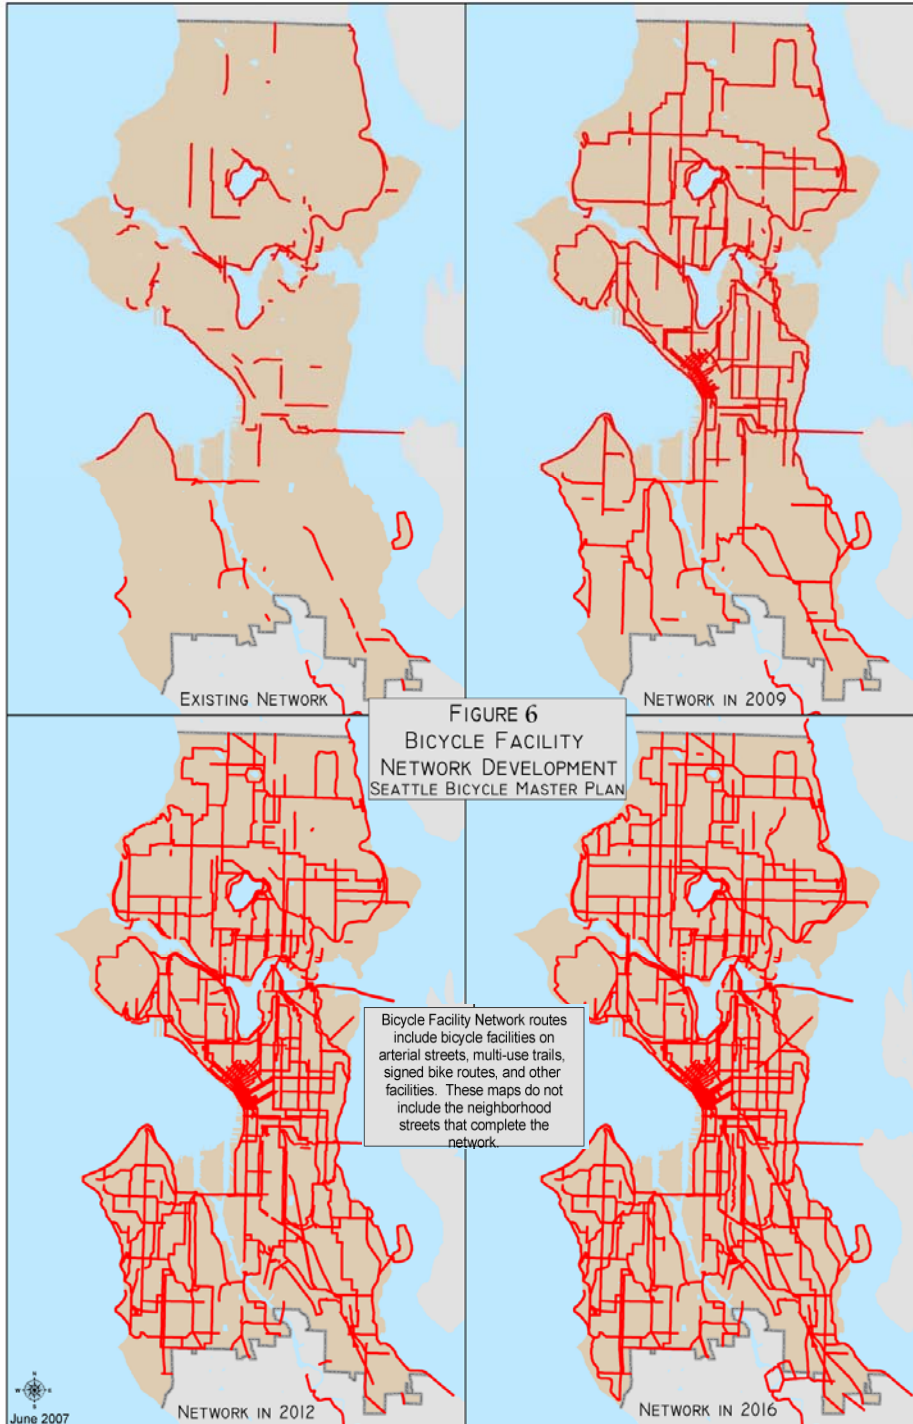 EXISTING NETWORK
NETWORK IN 2009
FIGURE 6
BICYCLE FACILITY
NETWORK DEVELOPMENT
SEATTLE BICYCLE MASTER PLAN
Bicycle Facility Network routes
include bicycle facilities on
arterial streets, multi-use trails,
signed bike routes, and other
facilities. These maps do not
include the neighborhood
streets that complete the
network.
N
W E
S
June 2007
NETWORK IN 2012
NETWORK IN 2016